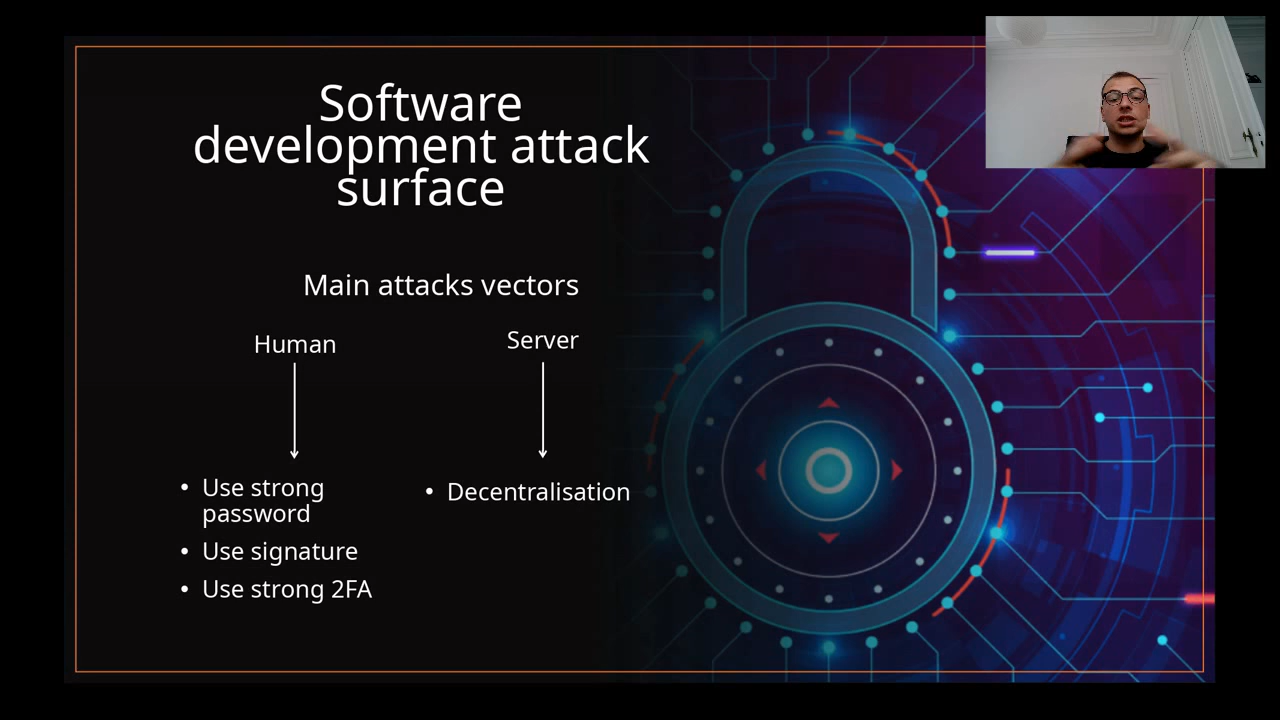 Software
development attack
surface
Main attacks vectors
Human
Server
• Use strong
password
• Use signature
• Use strong 2FA
• Decentralisation